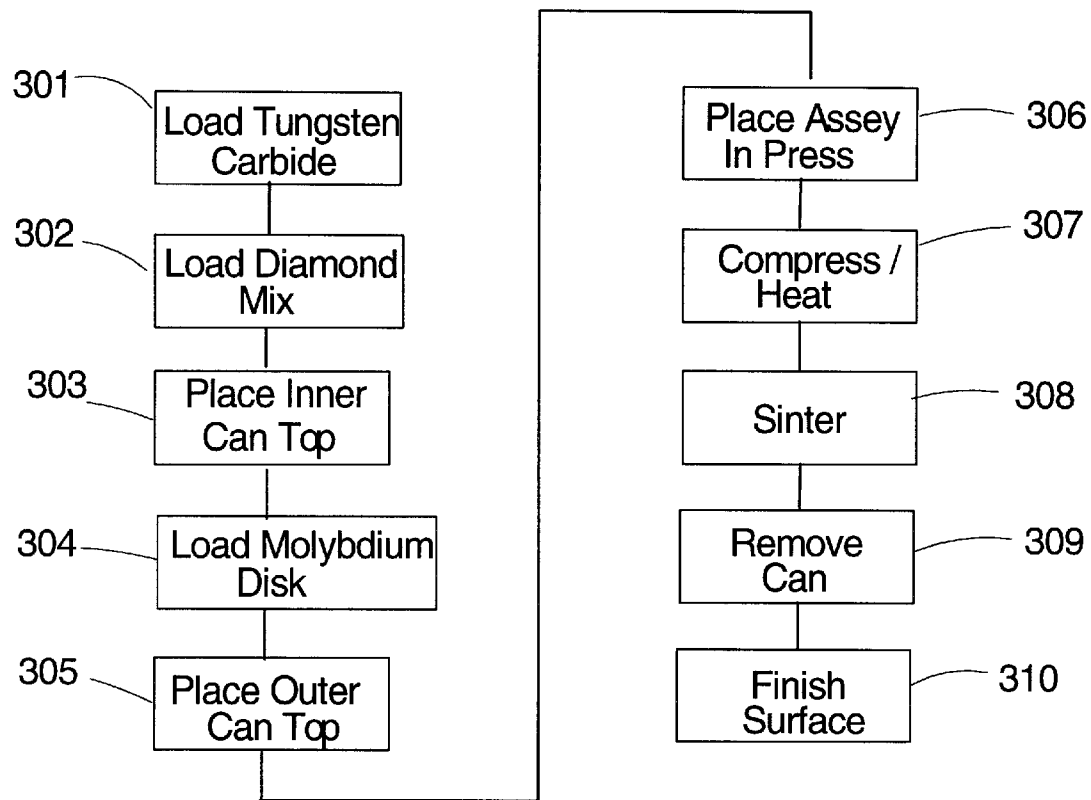 301
Load Tungsten
Carbide
302
Load Diamond
Mix
303
Place Inner
Can Top
304
Load Molybdium
Disk
305
Place Outer
Can Top
306
Place Assey
In Press
307
Compress /
Heat
308
Sinter
309
Remove
Can
310
Finish
Surface